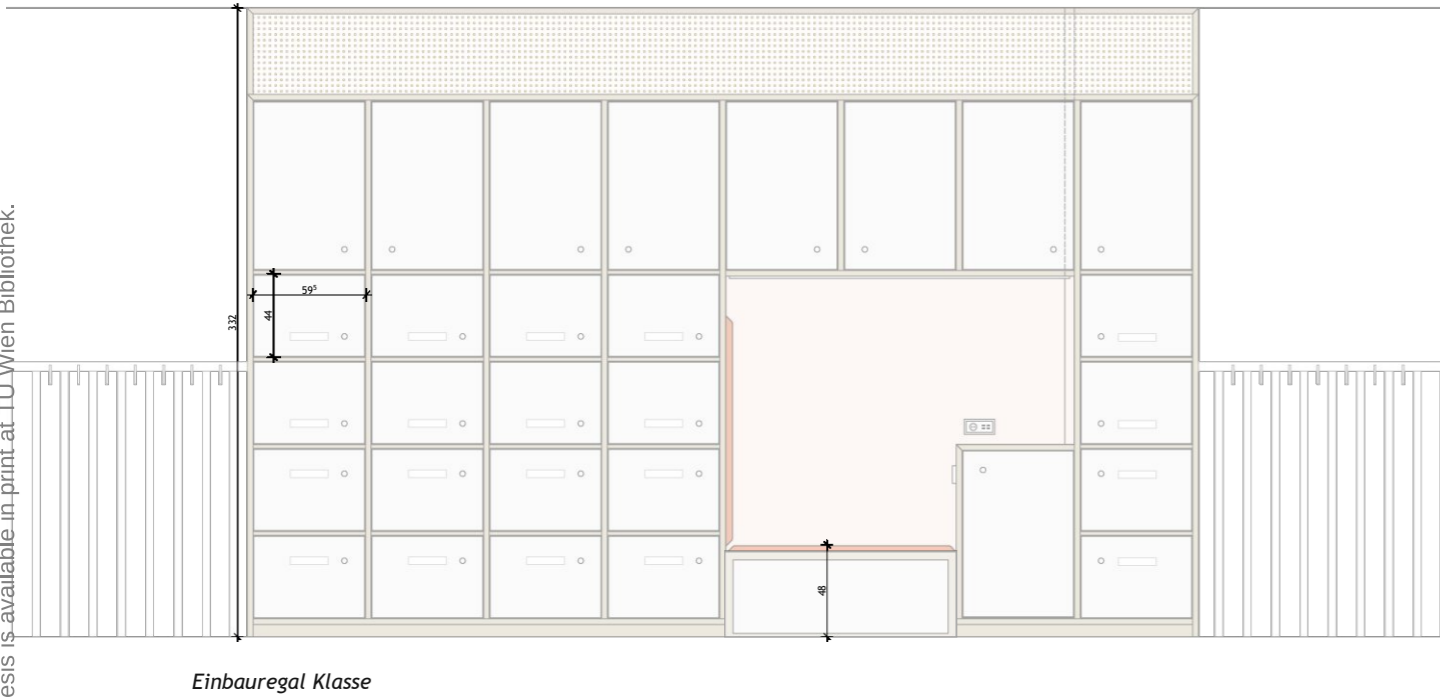 59⁵
44
332
48
Einbauregal Klasse
esis is available in print at TU Wien Bibliothek.